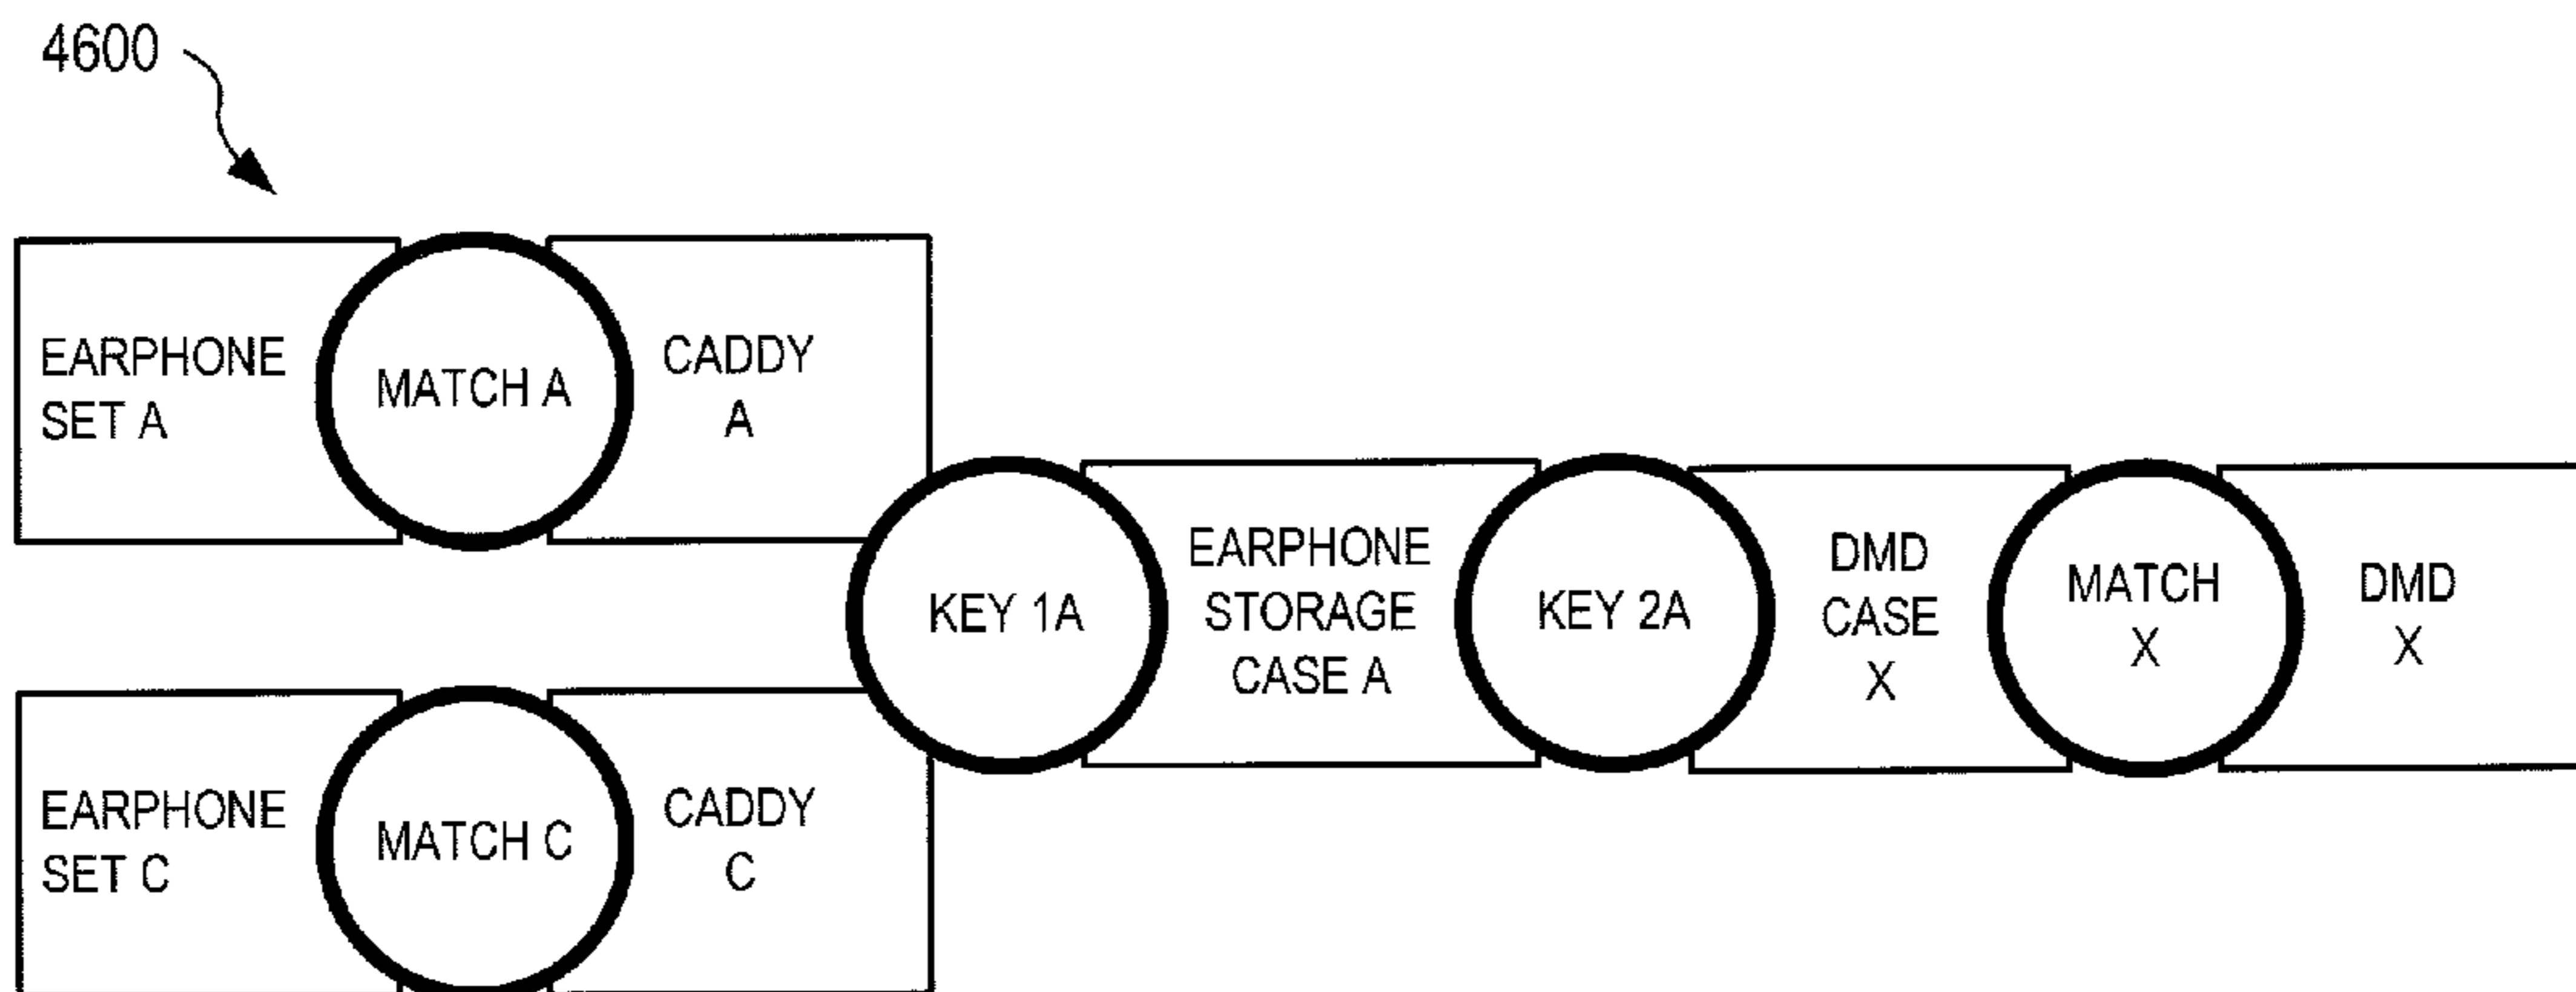 4600
EARPHONE
SET A
MATCH A
CADDY
A
EARPHONE
SET C
MATCH C
CADDY
C
KEY 1A
EARPHONE
STORAGE
CASE A
KEY 2A
DMD
CASE
X
MATCH
X
DMD
X